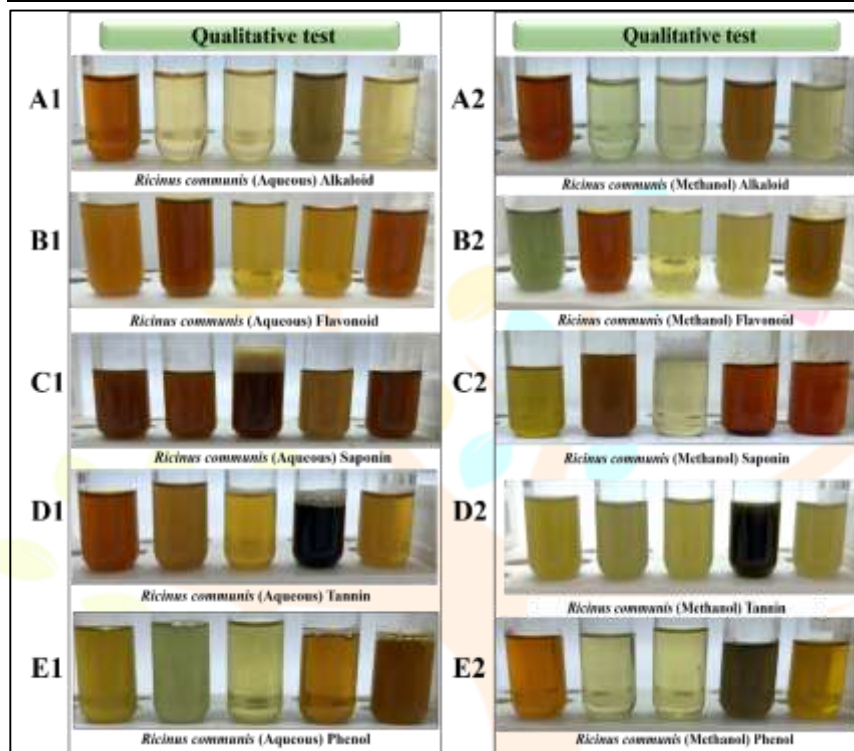 Qualitative test
A1
Ricinus communis (Aqueous) Alkaloid
B1
Ricinus communis (Aqueous) Flavonoid
C1
Ricinus communis (Aqueous) Saponin
D1
Ricinus communis (Aqueous) Tannin
E1
Ricinus communis (Aqueous) Phenol
Qualitative test
A2
Ricinus communis (Methanol) Alkaloid
B2
Ricinus communis (Methanol) Flavonoid
C2
Ricinus communis (Methanol) Saponin
D2
Ricinus communis (Methanol) Tannin
E2
Ricinus communis (Methanol) Phenol